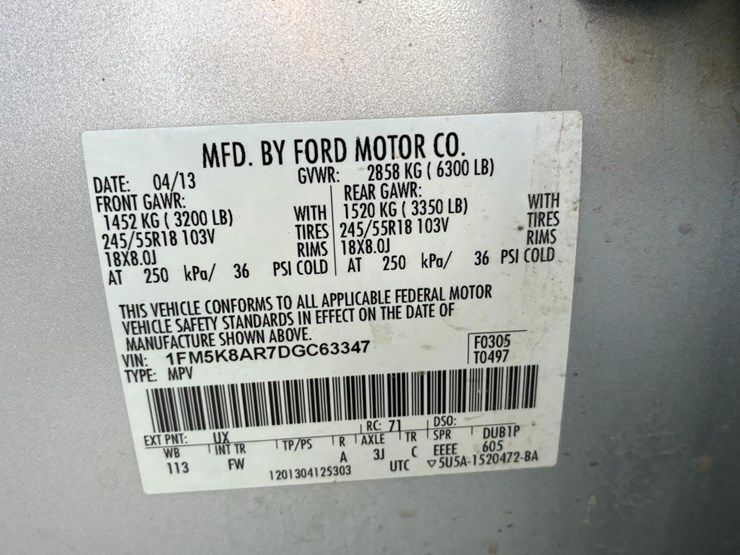 MFD. BY FORD MOTOR CO.
DATE: 04/13 GVWR: 2858 KG ( 6300 LB)
FRONT GAWR: REAR GAWR:
1452 KG ( 3200 LB) WITH 1520 KG ( 3350 LB) WITH
245/55R18 103V TIRES 245/55R18 103V TIRES
18X8.0J RIMS 18X8.0J RIMS
AT 250 kPa/ 36 PSI COLD AT 250 kPa/ 36 PSI COLD
THIS VEHICLE CONFORMS TO ALL APPLICABLE FEDERAL MOTOR
VEHICLE SAFETY STANDARDS IN EFFECT ON THE DATE OF
MANUFACTURE SHOWN ABOVE.
VIN: 1FM5K8AR7DGC63347 F0305
TYPE: MPV T0497
EXT PNT: UX RC: 71 DSO:
WB INT TR TP/PS R AXLE TR SPR DUB1P
113 FW A 3J C EEEE 605
1201304125303 UTC ▽5U5A-1520472-BA